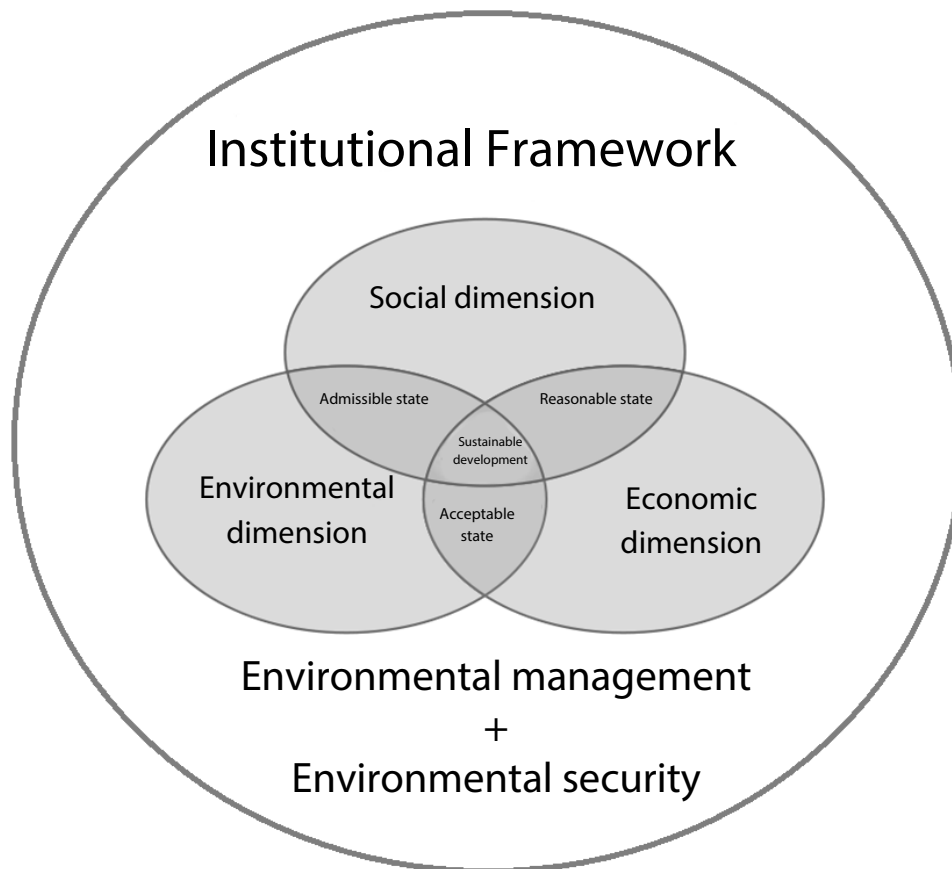 Institutional Framework
Social dimension
Admissible state
Reasonable state
Sustainable
development
Environmental
dimension
Economic
dimension
Acceptable
state
Environmental management
+
Environmental security